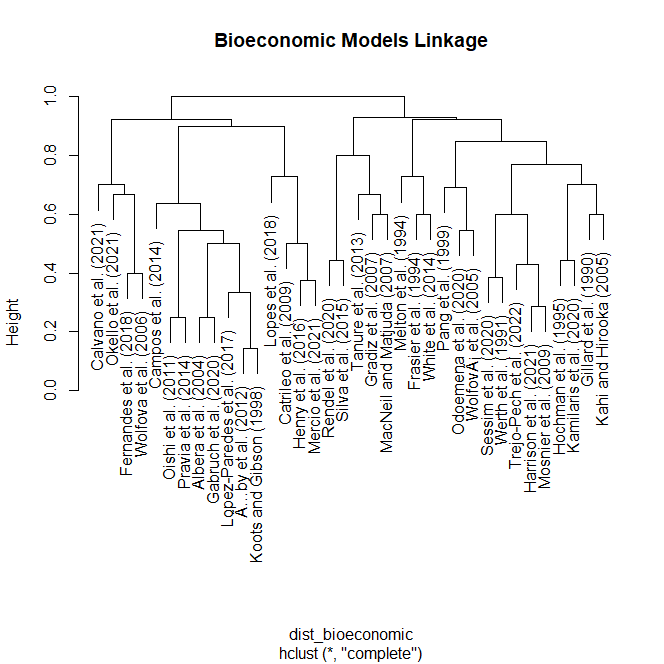 Bioeconomic Models Linkage
Height
1.0
0.8
0.6
0.4
0.2
0.0
Calvano et al. (2021)
Okello et al. (2021)
Fernandes et al. (2018)
Wolfova et al. (2006)
Campos et al. (2014)
Oishi et al. (2011)
Pravia et al. (2014)
Albera et al. (2004)
Gabruch et al. (2020)
Lopez-Paredes et al. (2017)
A...by et al. (2012)
Koots and Gibson (1998)
Lopes et al. (2018)
Catrileo et al. (2009)
Henry et al. (2016)
Mercio et al. (2021)
Rendel et al. (2020)
Silva et al. (2015)
Tanure et al. (2013)
Gradiz et al. (2007)
MacNeil and Matjuda (2007)
Melton et al. (1994)
Frasier et al. (1994)
White et al. (2014)
Pang et al. (1999)
Odoemena et al. (2020)
WolfovAi et al. (2005)
Sessim et al. (2020)
Werth et al. (1991)
Trejo-Pech et al. (2022)
Harrison et al. (2021)
Mosnier et al. (2009)
Hochman et al. (1995)
Kamilaris et al. (2020)
Gillard et al. (1990)
Kahi and Hirooka (2005)
dist_bioeconomic
hclust (*, "complete")